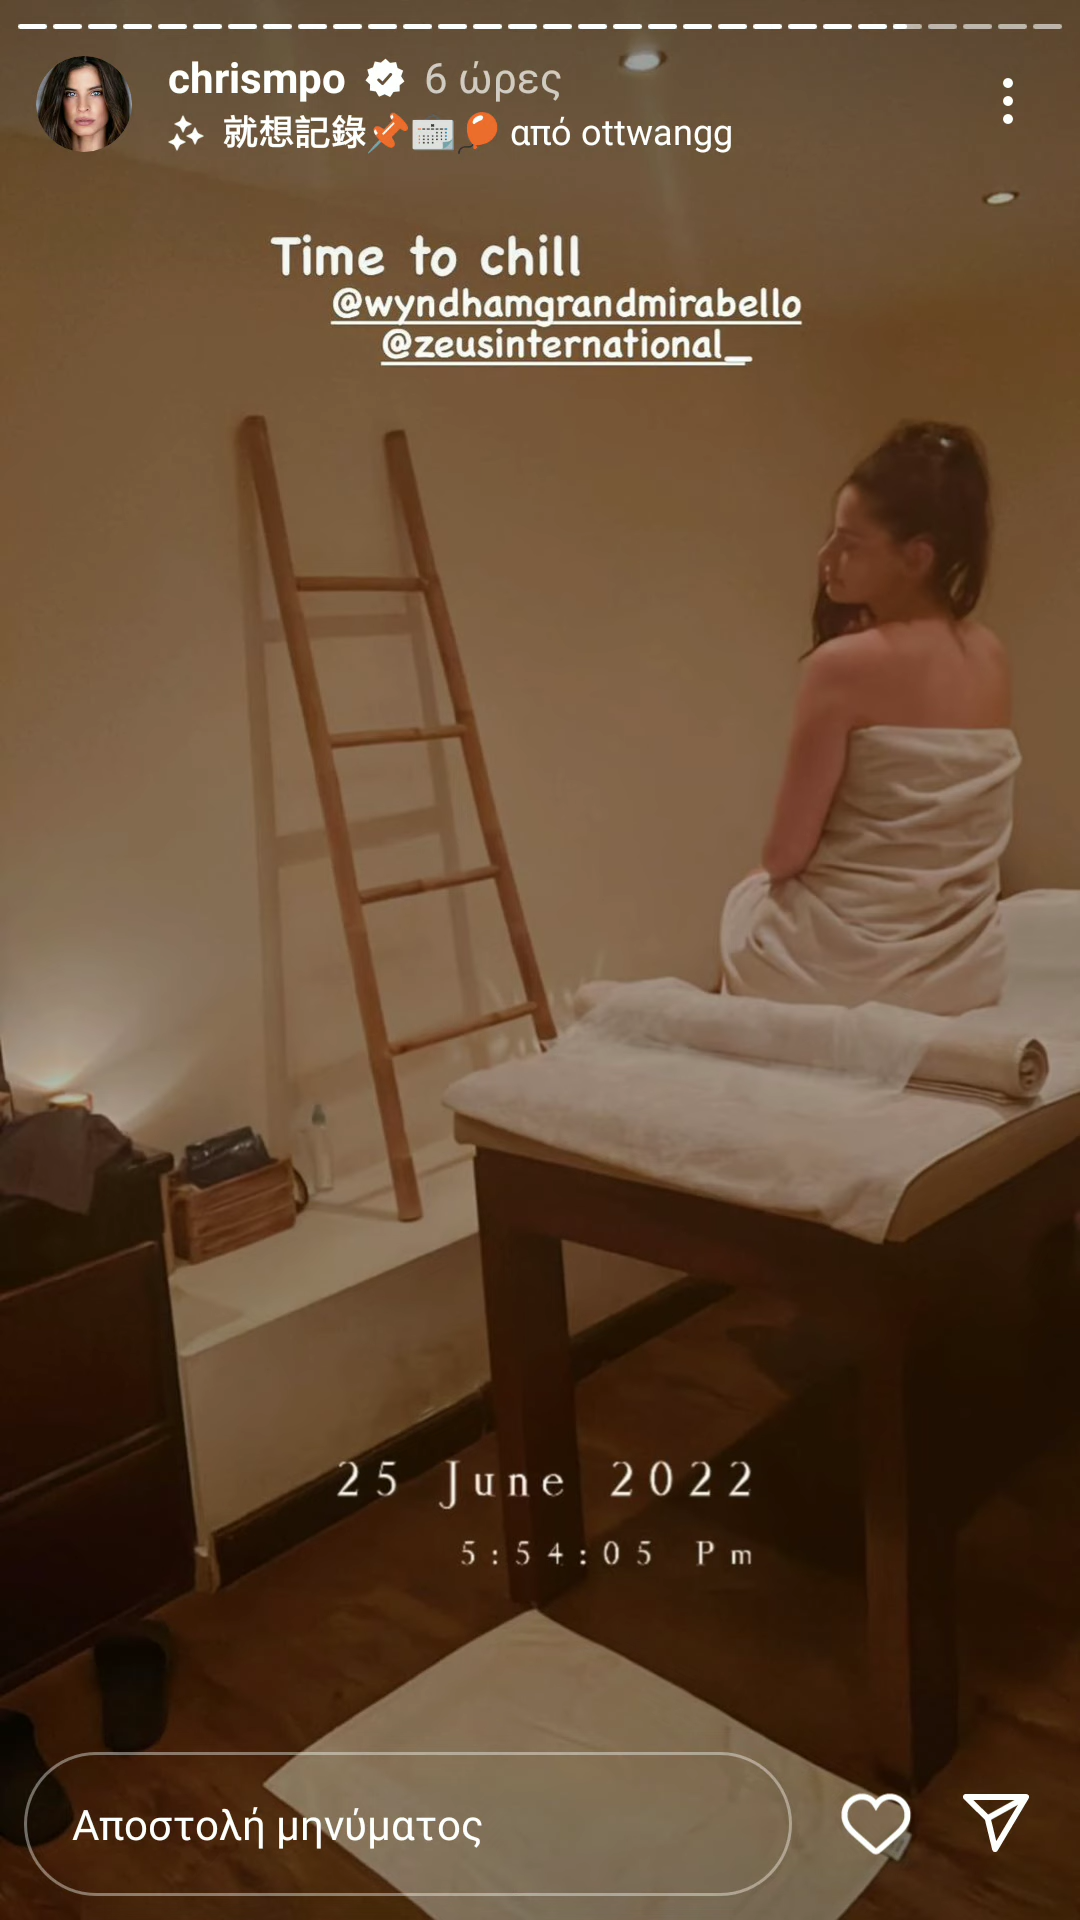 chrismpo 6 ώρες
就想記錄📌📅🎈 από ottwangg
Time to chill
@wyndhamgrandmirabello
@zeusinternational_
25 June 2022
5:54:05 Pm
Αποστολή μηνύματος